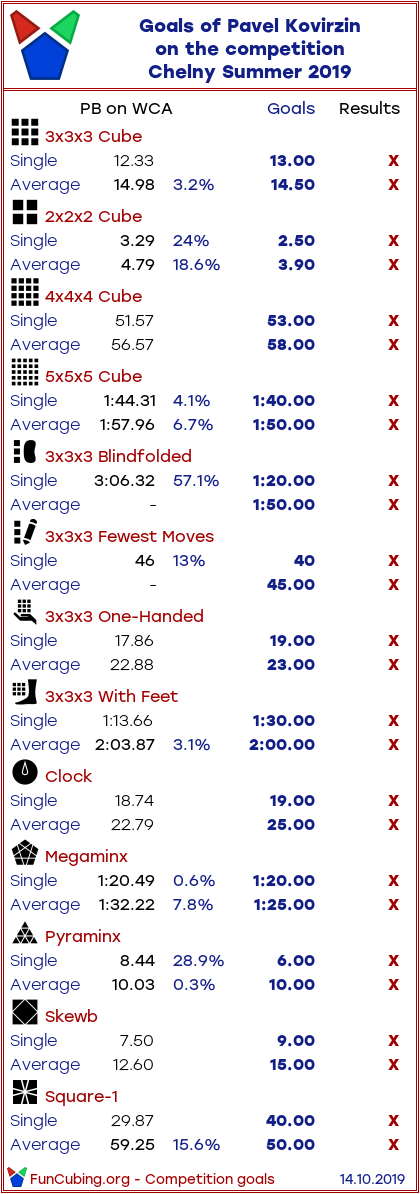 Goals of Pavel Kovirzin
on the competition
Chelny Summer 2019
PB on WCA Goals Results
3x3x3 Cube
Single 12.33 13.00 X
Average 14.98 3.2% 14.50 X
2x2x2 Cube
Single 3.29 24% 2.50 X
Average 4.79 18.6% 3.90 X
4x4x4 Cube
Single 51.57 53.00 X
Average 56.57 58.00 X
5x5x5 Cube
Single 1:44.31 4.1% 1:40.00 X
Average 1:57.96 6.7% 1:50.00 X
3x3x3 Blindfolded
Single 3:06.32 57.1% 1:20.00 X
Average - 1:50.00 X
3x3x3 Fewest Moves
Single 46 13% 40 X
Average - 45.00 X
3x3x3 One-Handed
Single 17.86 19.00 X
Average 22.88 23.00 X
3x3x3 With Feet
Single 1:13.66 1:30.00 X
Average 2:03.87 3.1% 2:00.00 X
Clock
Single 18.74 19.00 X
Average 22.79 25.00 X
Megaminx
Single 1:20.49 0.6% 1:20.00 X
Average 1:32.22 7.8% 1:25.00 X
Pyraminx
Single 8.44 28.9% 6.00 X
Average 10.03 0.3% 10.00 X
Skewb
Single 7.50 9.00 X
Average 12.60 15.00 X
Square-1
Single 29.87 40.00 X
Average 59.25 15.6% 50.00 X
FunCubing.org - Competition goals 14.10.2019